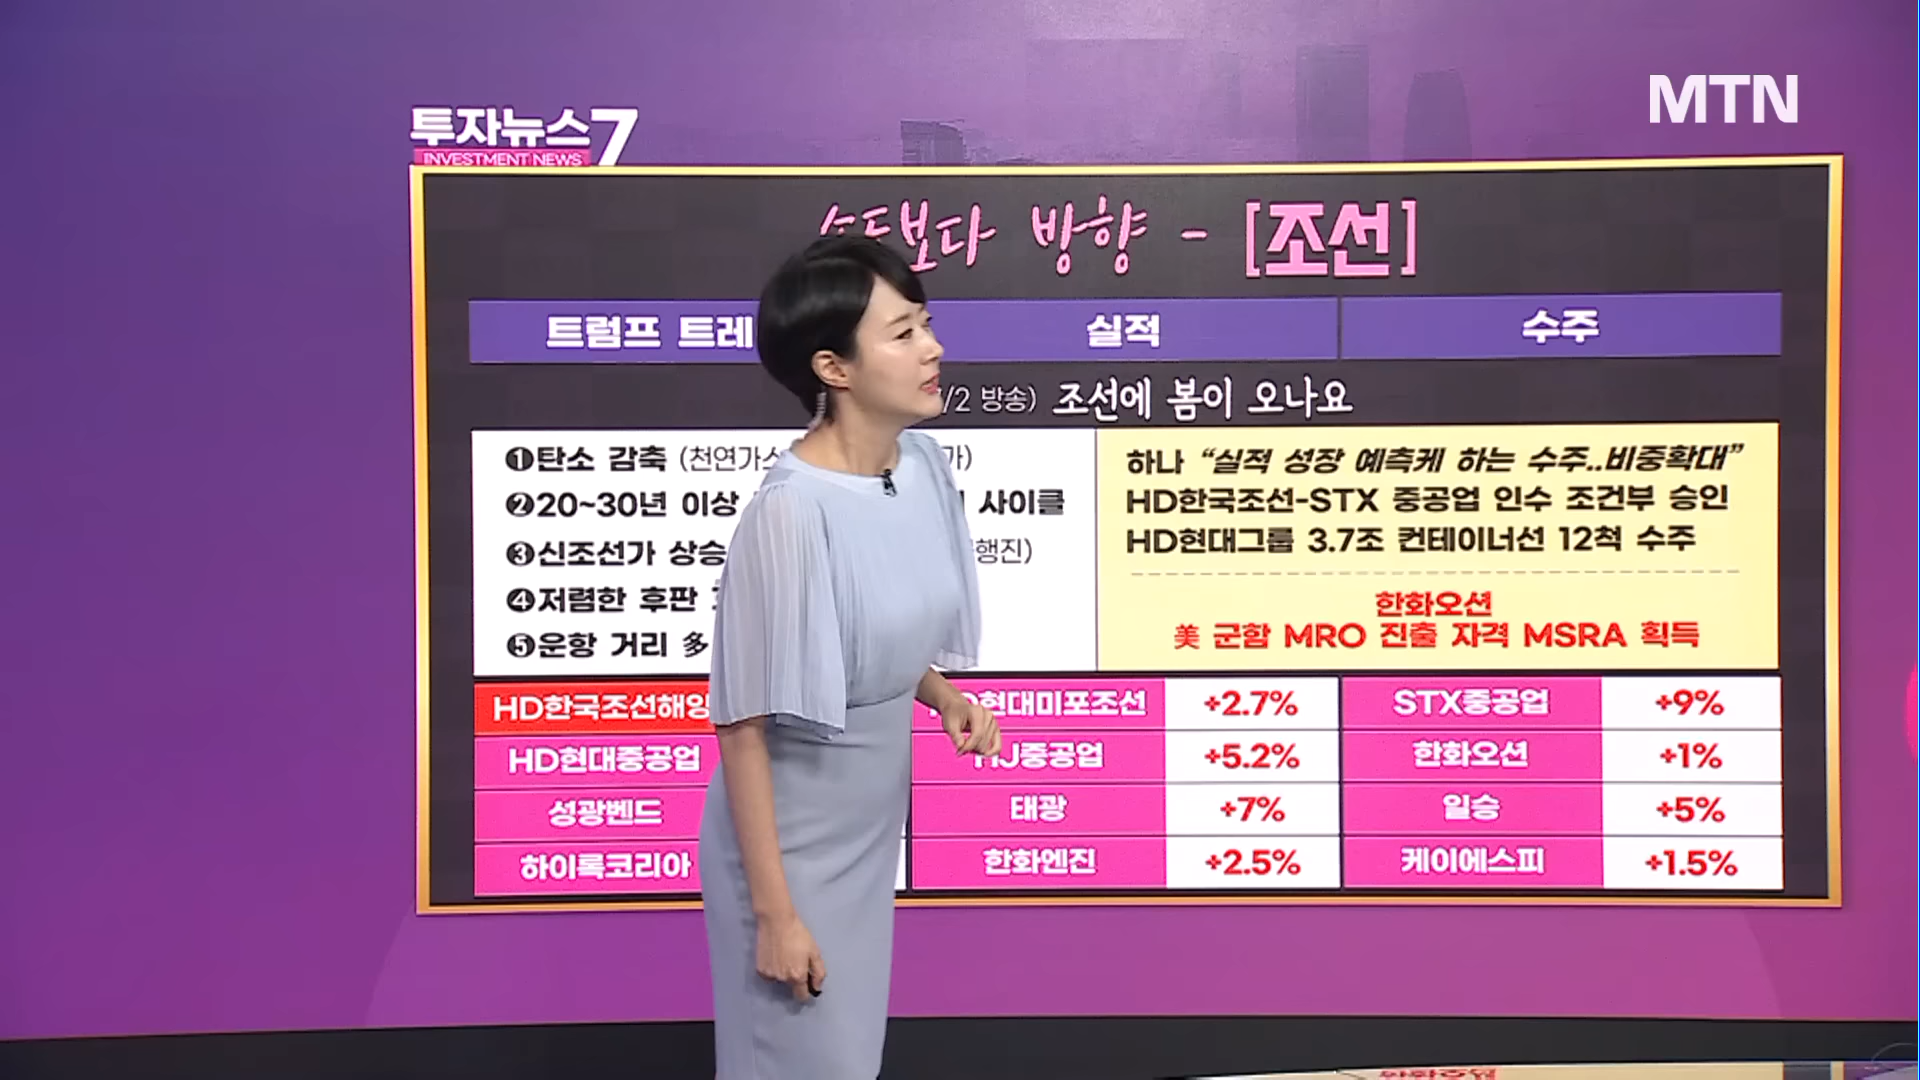 MTN
투자뉴스7
INVESTMENT NEWS
속도보다 방향 - [조선]
트럼프 트레
실적
수주
/2 방송) 조선에 봄이 오나요
❶탄소 감축 (천연가스 가)
❷20~30년 이상 사이클
❸신조선가 상승 행진)
❹저렴한 후판
❺운항 거리 多
하나 “실적 성장 예측케 하는 수주..비중확대”
HD한국조선-STX 중공업 인수 조건부 승인
HD현대그룹 3.7조 컨테이너선 12척 수주
한화오션
美 군함 MRO 진출 자격 MSRA 획득
HD한국조선해양 HD현대미포조선 +2.7% STX중공업 +9%
HD현대중공업 HJ중공업 +5.2% 한화오션 +1%
성광벤드 태광 +7% 일승 +5%
하이록코리아 한화엔진 +2.5% 케이에스피 +1.5%